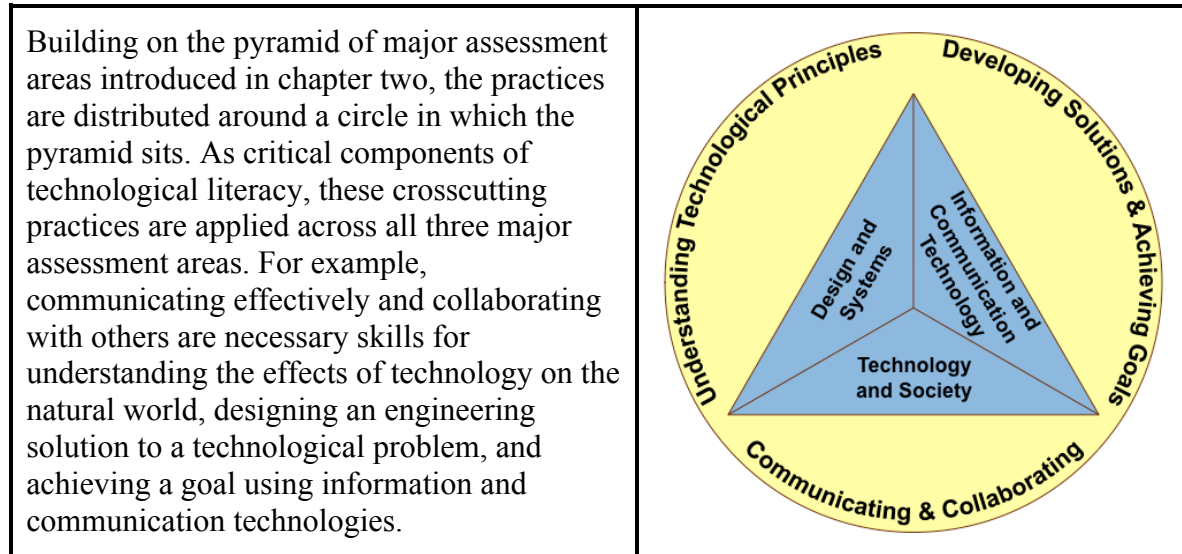 Building on the pyramid of major assessment
areas introduced in chapter two, the practices
are distributed around a circle in which the
pyramid sits. As critical components of
technological literacy, these crosscutting
practices are applied across all three major
assessment areas. For example,
communicating effectively and collaborating
with others are necessary skills for
understanding the effects of technology on the
natural world, designing an engineering
solution to a technological problem, and
achieving a goal using information and
communication technologies.
Understanding Technological Principles
Developing Solutions & Achieving Goals
Design and
Systems
Information and
Communication
Technology
Technology
and Society
Communicating & Collaborating